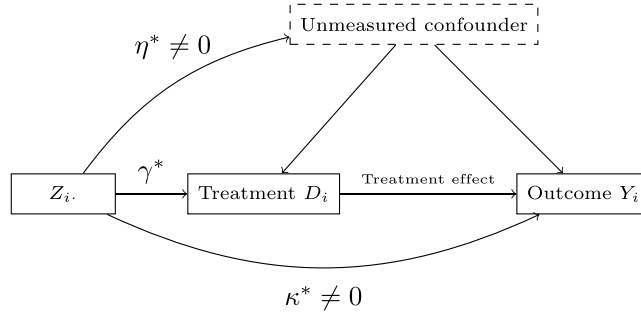 Unmeasured confounder
η* ≠ 0
γ*
Z_i.
Treatment D_i
Treatment effect
Outcome Y_i
κ* ≠ 0